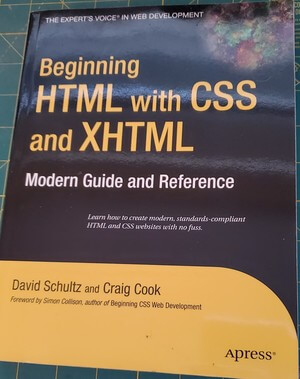 THE EXPERT'S VOICE® IN WEB DEVELOPMENT
Beginning
HTML with CSS
and XHTML
Modern Guide and Reference
Learn how to create modern, standards-compliant
HTML and CSS websites with no fuss.
David Schultz and Craig Cook
Foreword by Simon Collison, author of Beginning CSS Web Development
Apress®